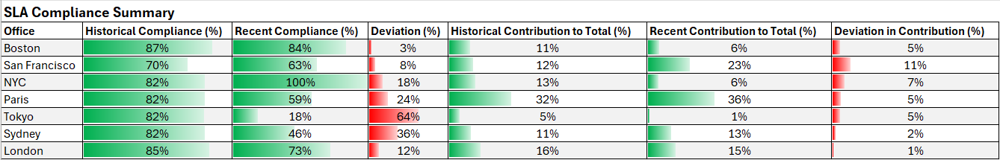 SLA Compliance Summary
Office Historical Compliance (%) Recent Compliance (%) Deviation (%) Historical Contribution to Total (%) Recent Contribution to Total (%) Deviation in Contribution (%)
Boston 87% 84% 3% 11% 6% 5%
San Francisco 70% 63% 8% 12% 23% 11%
NYC 82% 100% 18% 13% 6% 7%
Paris 82% 59% 24% 32% 36% 5%
Tokyo 82% 18% 64% 5% 1% 5%
Sydney 82% 46% 36% 11% 13% 2%
London 85% 73% 12% 16% 15% 1%